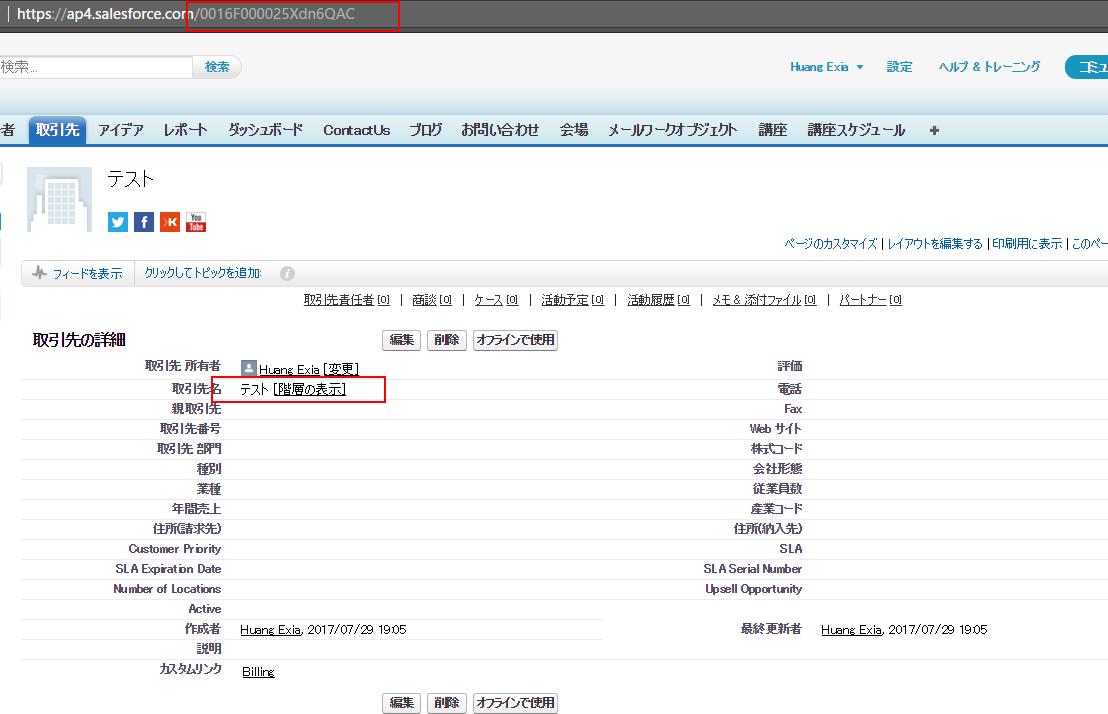 https://ap4.salesforce.com/0016F000025Xdn6QAC
検索...
検索
Huang Exia
設定
ヘルプ & トレーニング
コミュ
者
取引先
アイデア
レポート
ダッシュボード
ContactUs
ブログ
お問い合わせ
会場
メールワークオブジェクト
講座
講座スケジュール
+
テスト
You Tube
ページのカスタマイズ | レイアウトを編集する | 印刷用に表示 | このペー
フィードを表示
クリックしてトピックを追加:
取引先責任者 [0] | 商談 [0] | ケース [0] | 活動予定 [0] | 活動履歴 [0] | メモ & 添付ファイル [0] | パートナー [0]
取引先の詳細
編集 削除 オフラインで使用
取引先 所有者 Huang Exia [変更] 評価
取引先名 テスト [階層の表示] 電話
親取引先 Fax
取引先番号 Web サイト
取引先 部門 株式コード
種別 会社形態
業種 従業員数
年間売上 産業コード
住所(請求先) 住所(納入先)
Customer Priority SLA
SLA Expiration Date SLA Serial Number
Number of Locations Upsell Opportunity
Active
作成者 Huang Exia, 2017/07/29 19:05 最終更新者 Huang Exia, 2017/07/29 19:05
説明
カスタムリンク Billing
編集 削除 オフラインで使用